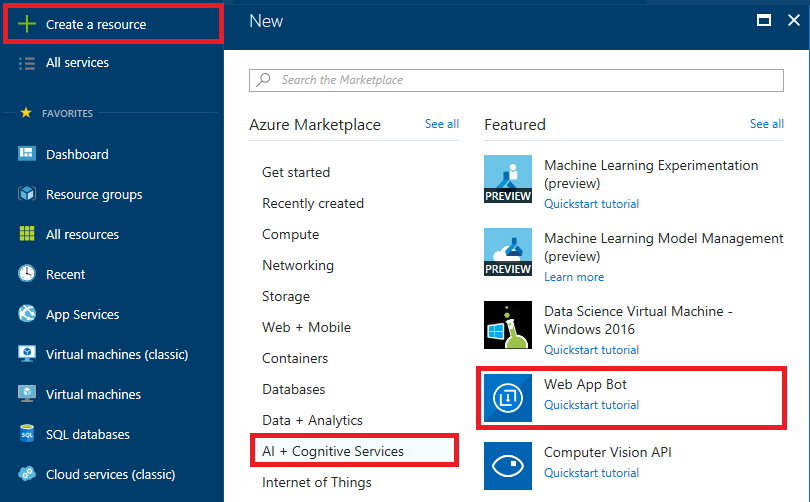 Create a resource
All services
FAVORITES
Dashboard
Resource groups
All resources
Recent
App Services
Virtual machines (classic)
Virtual machines
SQL
SQL databases
Cloud services (classic)
New
Search the Marketplace
Azure Marketplace
See all
Get started
Recently created
Compute
Networking
Storage
Web + Mobile
Containers
Databases
Data + Analytics
AI + Cognitive Services
Internet of Things
Featured
See all
PREVIEW
Machine Learning Experimentation
(preview)
Quickstart tutorial
PREVIEW
Machine Learning Model Management
(preview)
Learn more
Data Science Virtual Machine -
Windows 2016
Quickstart tutorial
Web App Bot
Quickstart tutorial
Computer Vision API
Quickstart tutorial